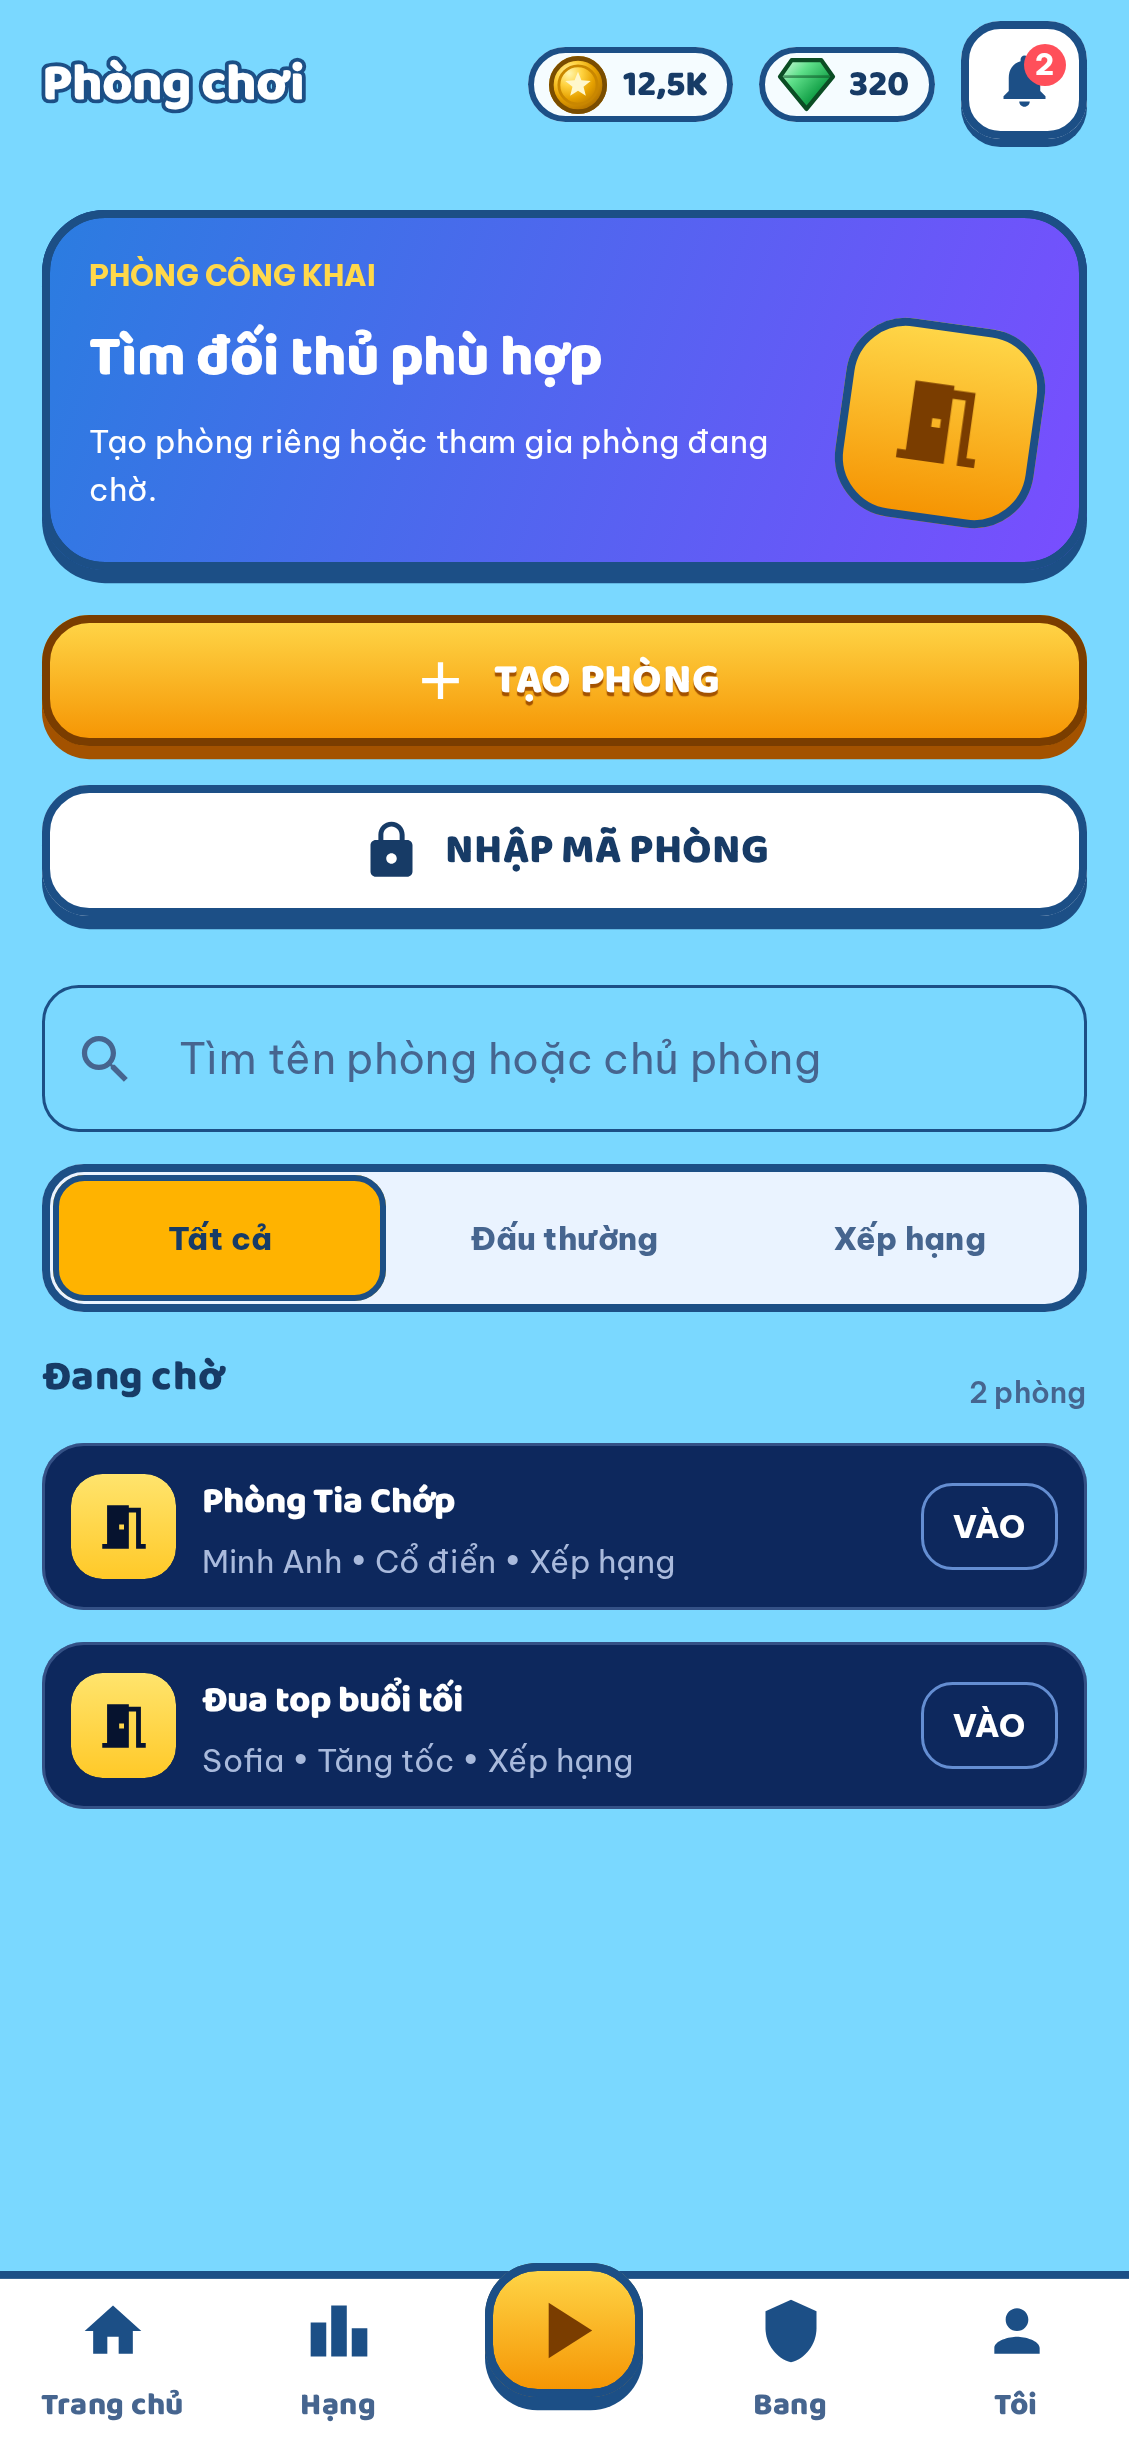 Phòng chơi
12,5K
320
2
PHÒNG CÔNG KHAI
Tìm đối thủ phù hợp
Tạo phòng riêng hoặc tham gia phòng đang
chờ.
TẠO PHÒNG
NHẬP MÃ PHÒNG
Tìm tên phòng hoặc chủ phòng
Tất cả
Đấu thường
Xếp hạng
Đang chờ
2 phòng
Phòng Tia Chớp
Minh Anh • Cổ điển • Xếp hạng
VÀO
Đua top buổi tối
Sofia • Tăng tốc • Xếp hạng
VÀO
Trang chủ
Hạng
Bang
Tôi